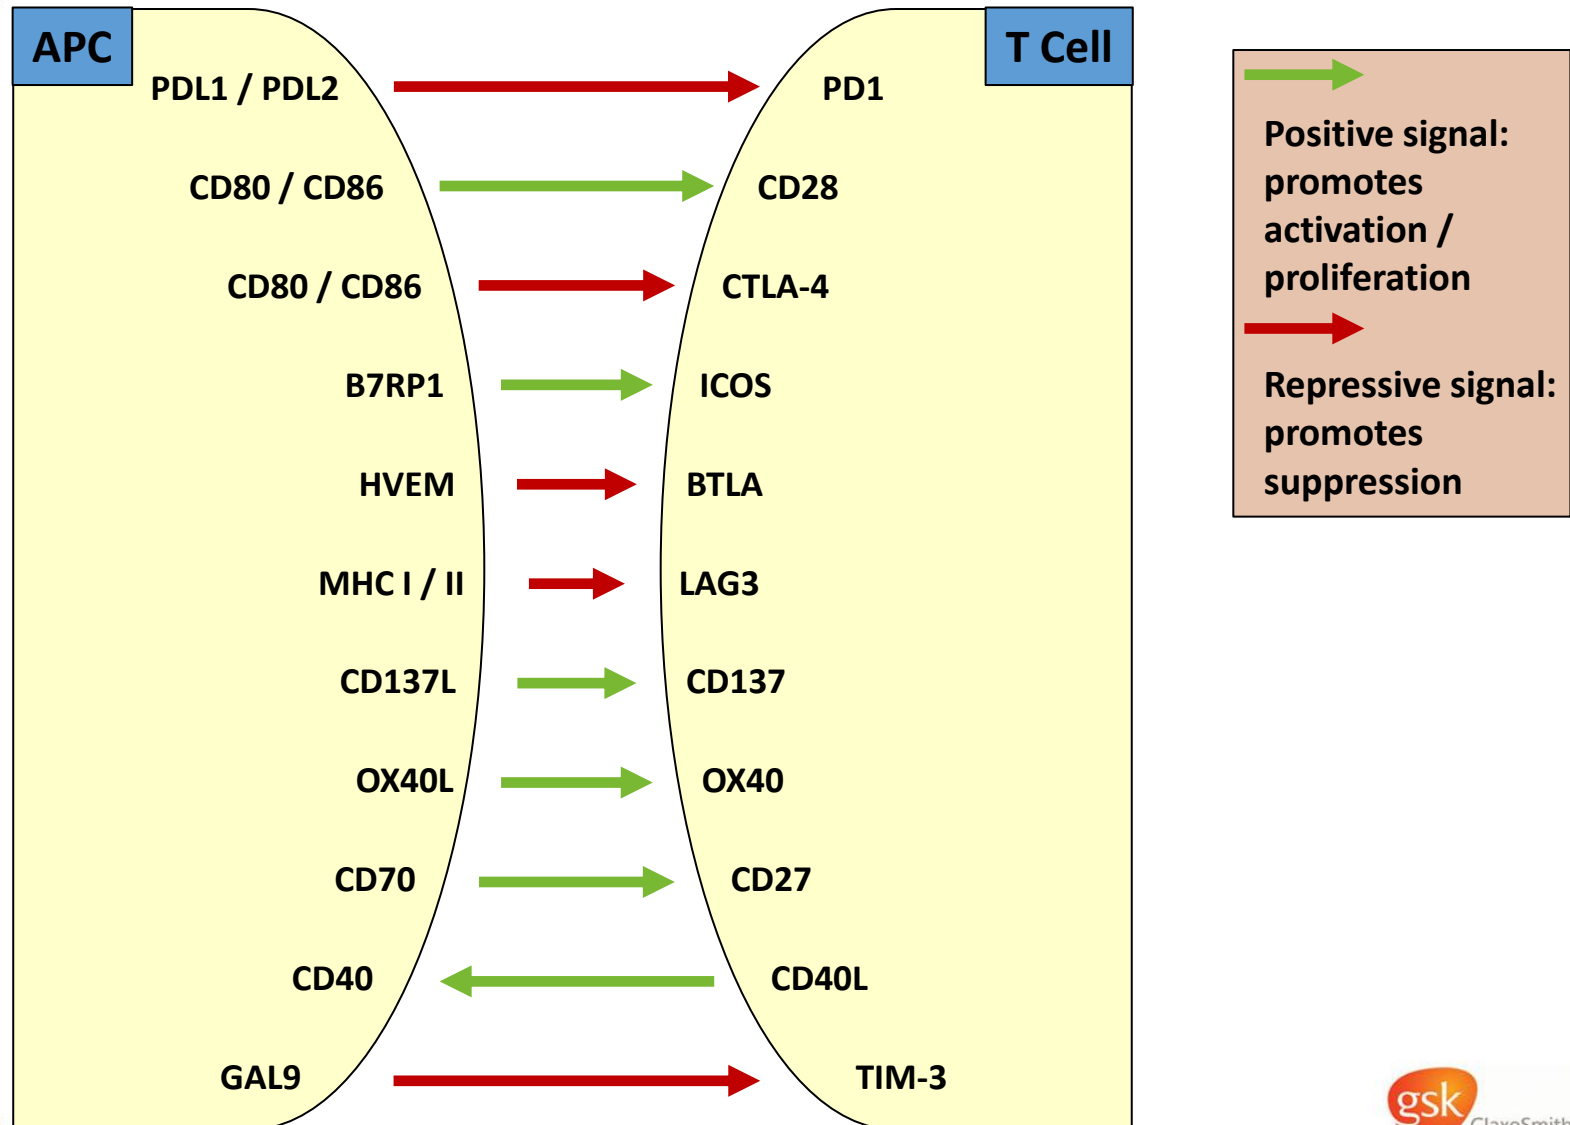 APC
T Cell
PDL1 / PDL2
PD1
CD80 / CD86
CD28
CD80 / CD86
CTLA-4
B7RP1
ICOS
HVEM
BTLA
MHC I / II
LAG3
CD137L
CD137
OX40L
OX40
CD70
CD27
CD40
CD40L
GAL9
TIM-3
Positive signal:
promotes
activation /
proliferation
Repressive signal:
promotes
suppression
gsk
GlaxoSmith